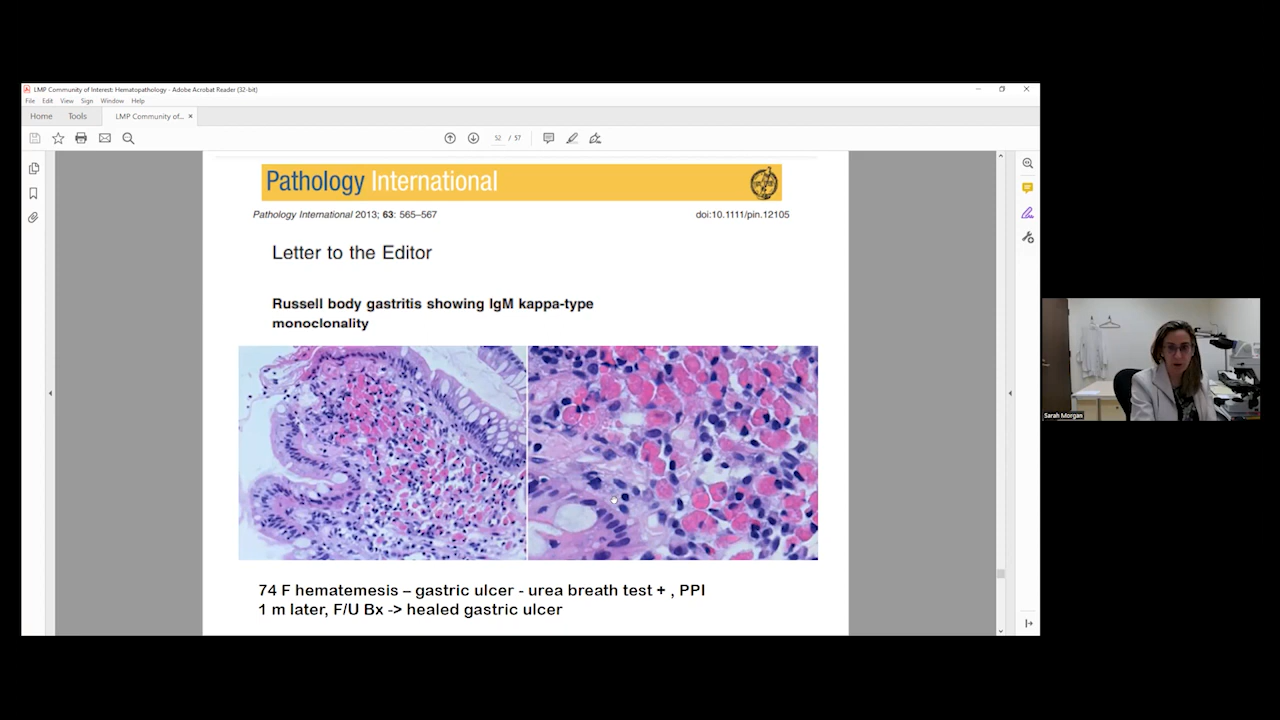 LMP Community of Interest: Hematopathology - Adobe Acrobat Reader (32-bit)
File Edit View Sign Window Help
Home Tools LMP Community of... ×
52 / 57
Pathology International
Pathology International 2013; 63: 565–567
doi:10.1111/pin.12105
Letter to the Editor
Russell body gastritis showing IgM kappa-type
monoclonality
74 F hematemesis – gastric ulcer - urea breath test + , PPI
1 m later, F/U Bx -> healed gastric ulcer
Sarah Morgan